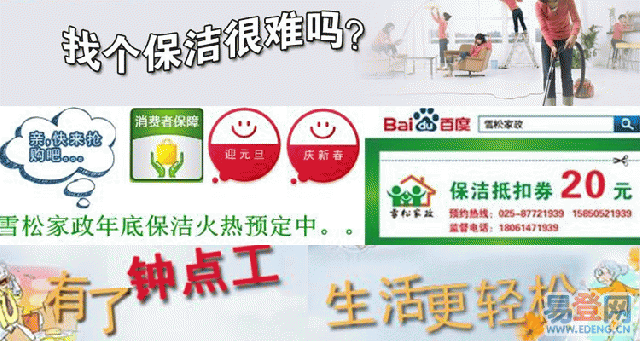 找个保洁很难吗?
亲,快来抢
购吧...
消费者保障
迎元旦
庆新春
Bai du 百度
雪松家政
保洁抵扣券 20 元
预约热线: 025-87721939 15850521939
监督电话: 18061471939
雪松家政
雪松家政年底保洁火热预定中。。
有了钟点工
生活更轻松
易登网
WWW.EDENG.CN